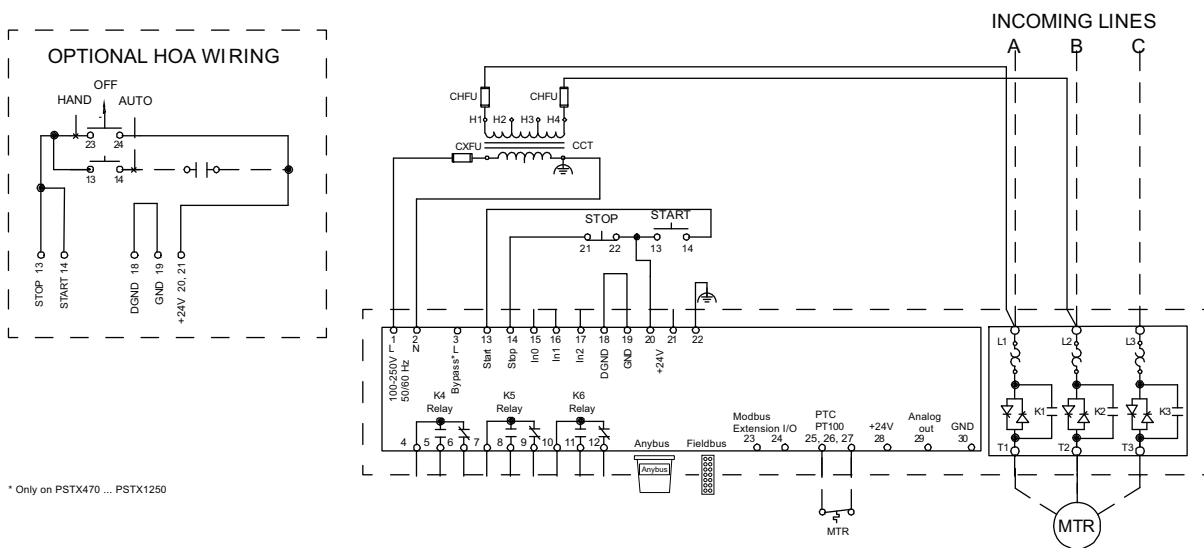 INCOMING LINES
A B C
OPTIONAL HOA WIRING
OFF
HAND AUTO
23 24
13 14
STOP 13
START 14
DGND 18
GND 19
+24V 20, 21
CHFU CHFU
H1 H2 H3 H4
CXFU CCT
STOP START
21 22 13 14
1 2 3 13 14 15 16 17 18 19 20 21 22
L
100-250V
50/60 Hz
N
Bypass* L
Start
Stop
In0
In1
In2
DGND
GND
+24V
K4
Relay
K5
Relay
K6
Relay
4 5 6 7 8 9 10 11 12
Anybus
Anybus
Fieldbus
Modbus
Extension I/O
23 24
PTC
PT100
25, 26, 27
+24V
28
Analog
out
29
GND
30
L1 L2 L3
K1 K2 K3
T1 T2 T3
MTR
MTR
* Only on PSTX470 ... PSTX1250